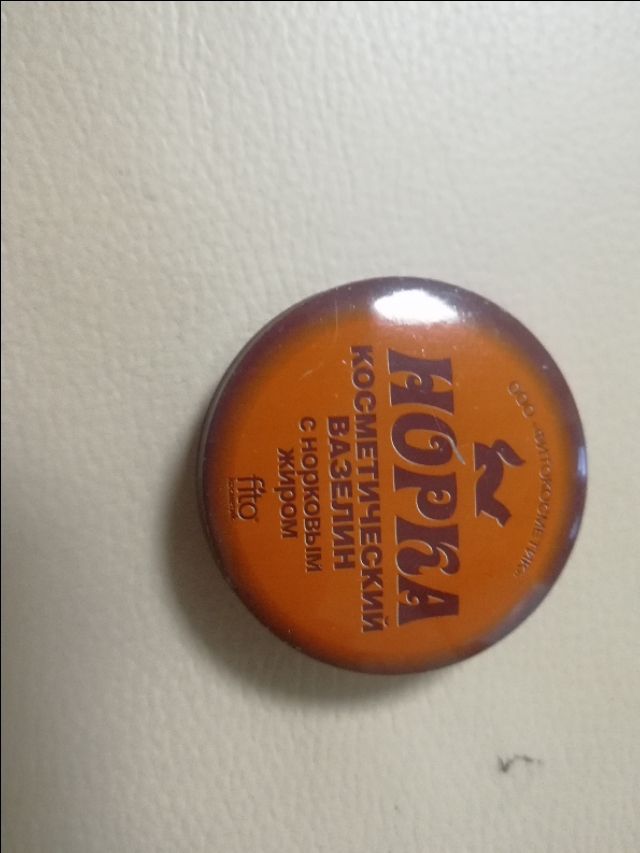 ООО "ФИТОКОСМЕТИК"
НОРКА
КОСМЕТИЧЕСКИЙ
ВАЗЕЛИН
С НОРКОВЫМ
ЖИРОМ
fito